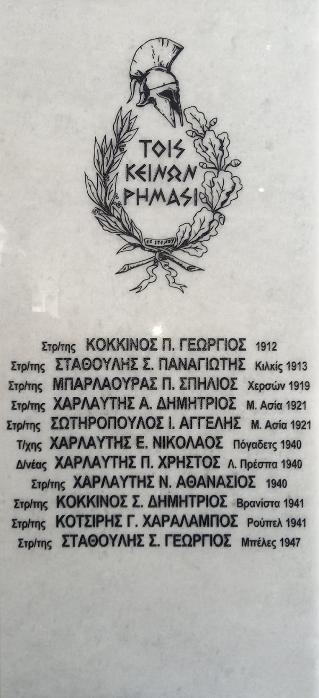 ΤΟΙΣ
ΚΕΙΝΩΝ
ΡΗΜΑΣΙ
Στρ/της ΚΟΚΚΙΝΟΣ Π. ΓΕΩΡΓΙΟΣ 1912
Στρ/της ΣΤΑΘΟΥΛΗΣ Σ. ΠΑΝΑΓΙΩΤΗΣ Κιλκίς 1913
Στρ/της ΜΠΑΡΛΑΟΥΡΑΣ Π. ΣΠΗΛΙΟΣ Χερσών 1919
Στρ/της ΧΑΡΛΑΥΤΗΣ Α. ΔΗΜΗΤΡΙΟΣ Μ. Ασία 1921
Στρ/της ΣΩΤΗΡΟΠΟΥΛΟΣ Ι. ΑΓΓΕΛΗΣ Μ. Ασία 1921
Τ/χης ΧΑΡΛΑΥΤΗΣ Ε. ΝΙΚΟΛΑΟΣ Πόγαδετς 1940
Δ/νέας ΧΑΡΛΑΥΤΗΣ Π. ΧΡΗΣΤΟΣ Λ. Πρέσπα 1940
Στρ/της ΧΑΡΛΑΥΤΗΣ Ν. ΑΘΑΝΑΣΙΟΣ 1940
Στρ/της ΚΟΚΚΙΝΟΣ Σ. ΔΗΜΗΤΡΙΟΣ Βρανίστα 1941
Στρ/της ΚΟΤΣΙΡΗΣ Γ. ΧΑΡΑΛΑΜΠΟΣ Ρούπελ 1941
Στρ/της ΣΤΑΘΟΥΛΗΣ Σ. ΓΕΩΡΓΙΟΣ Μπέλες 1947